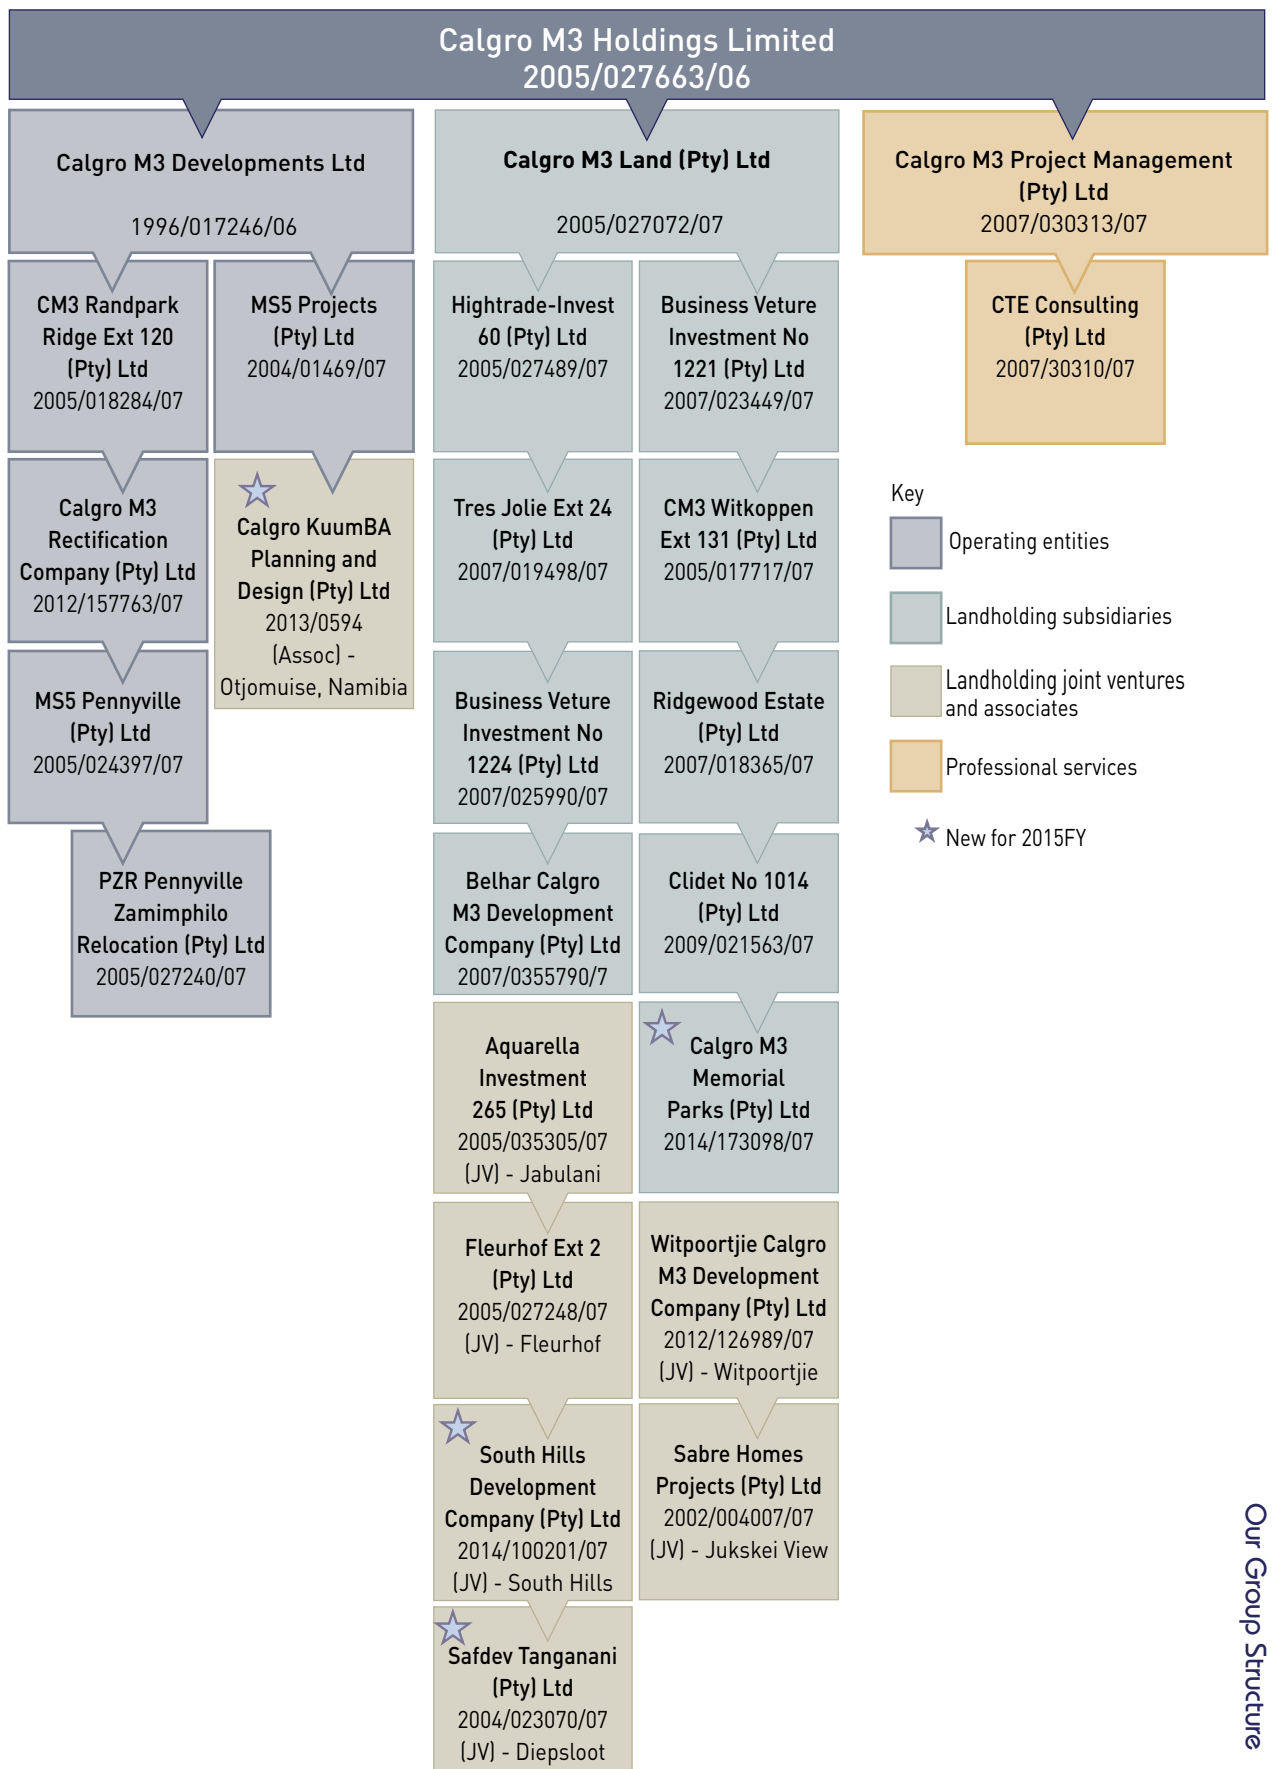 Calgro M3 Holdings Limited
2005/027663/06
Calgro M3 Developments Ltd
1996/017246/06
CM3 Randpark
Ridge Ext 120
(Pty) Ltd
2005/018284/07
Calgro M3
Rectification
Company (Pty) Ltd
2012/157763/07
MS5 Pennyville
(Pty) Ltd
2005/024397/07
PZR Pennyville
Zamimphilo
Relocation (Pty) Ltd
2005/027240/07
MS5 Projects
(Pty) Ltd
2004/01469/07
Calgro KuumBA
Planning and
Design (Pty) Ltd
2013/0594
(Assoc) -
Otjomuise, Namibia
Calgro M3 Land (Pty) Ltd
2005/027072/07
Hightrade-Invest
60 (Pty) Ltd
2005/027489/07
Tres Jolie Ext 24
(Pty) Ltd
2007/019498/07
Business Veture
Investment No
1224 (Pty) Ltd
2007/025990/07
Belhar Calgro
M3 Development
Company (Pty) Ltd
2007/0355790/7
Aquarella
Investment
265 (Pty) Ltd
2005/035305/07
(JV) - Jabulani
Fleurhof Ext 2
(Pty) Ltd
2005/027248/07
(JV) - Fleurhof
South Hills
Development
Company (Pty) Ltd
2014/100201/07
(JV) - South Hills
Safdev Tanganani
(Pty) Ltd
2004/023070/07
(JV) - Diepsloot
Business Veture
Investment No
1221 (Pty) Ltd
2007/023449/07
CM3 Witkoppen
Ext 131 (Pty) Ltd
2005/017717/07
Ridgewood Estate
(Pty) Ltd
2007/018365/07
Clidet No 1014
(Pty) Ltd
2009/021563/07
Calgro M3
Memorial
Parks (Pty) Ltd
2014/173098/07
Witpoortjie Calgro
M3 Development
Company (Pty) Ltd
2012/126989/07
(JV) - Witpoortjie
Sabre Homes
Projects (Pty) Ltd
2002/004007/07
(JV) - Jukskei View
Calgro M3 Project Management
(Pty) Ltd
2007/030313/07
CTE Consulting
(Pty) Ltd
2007/30310/07
Key
Operating entities
Landholding subsidiaries
Landholding joint ventures
and associates
Professional services
New for 2015FY
Our Group Structure